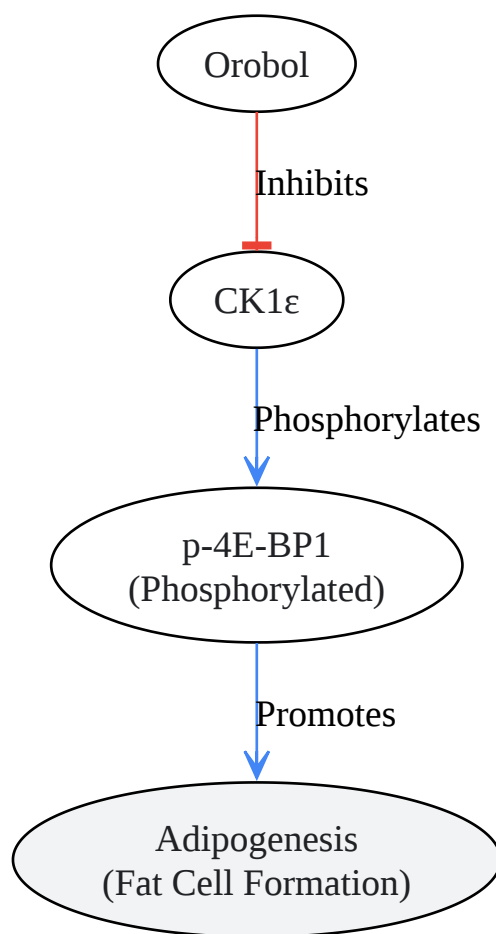 Orobol
Inhibits
CK1ε
Phosphorylates
p-4E-BP1
(Phosphorylated)
Promotes
Adipogenesis
(Fat Cell Formation)